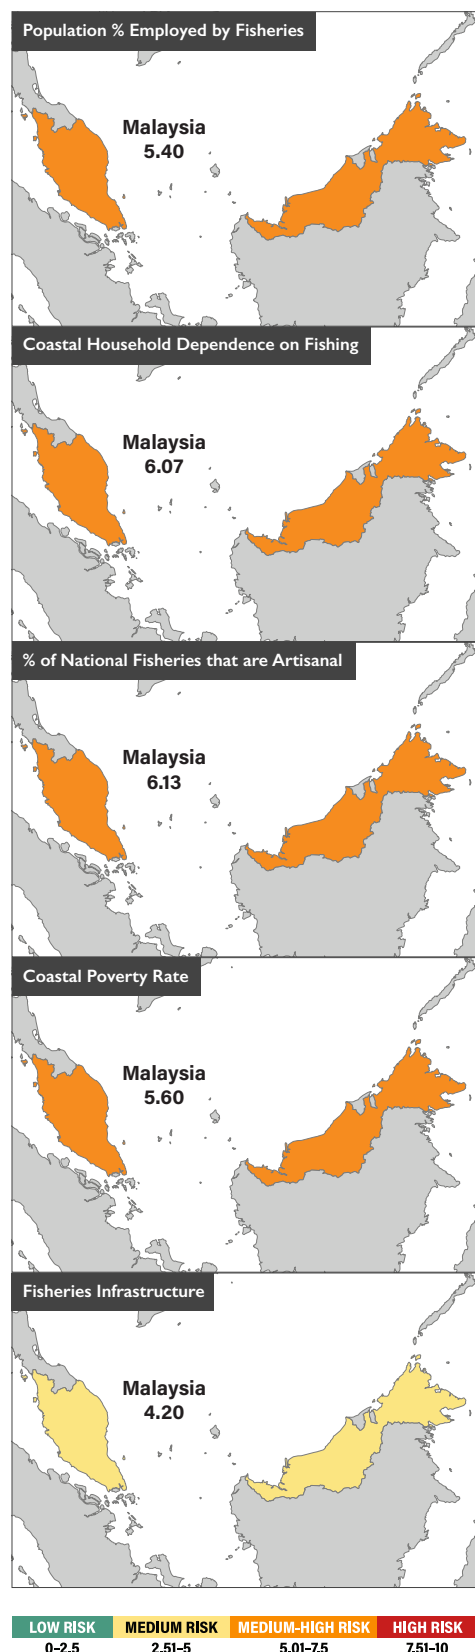 Population % Employed by Fisheries
Malaysia
5.40
Coastal Household Dependence on Fishing
Malaysia
6.07
% of National Fisheries that are Artisanal
Malaysia
6.13
Coastal Poverty Rate
Malaysia
5.60
Fisheries Infrastructure
Malaysia
4.20
LOW RISK MEDIUM RISK MEDIUM-HIGH RISK HIGH RISK
0–2.5 2.51–5 5.01–7.5 7.51–10